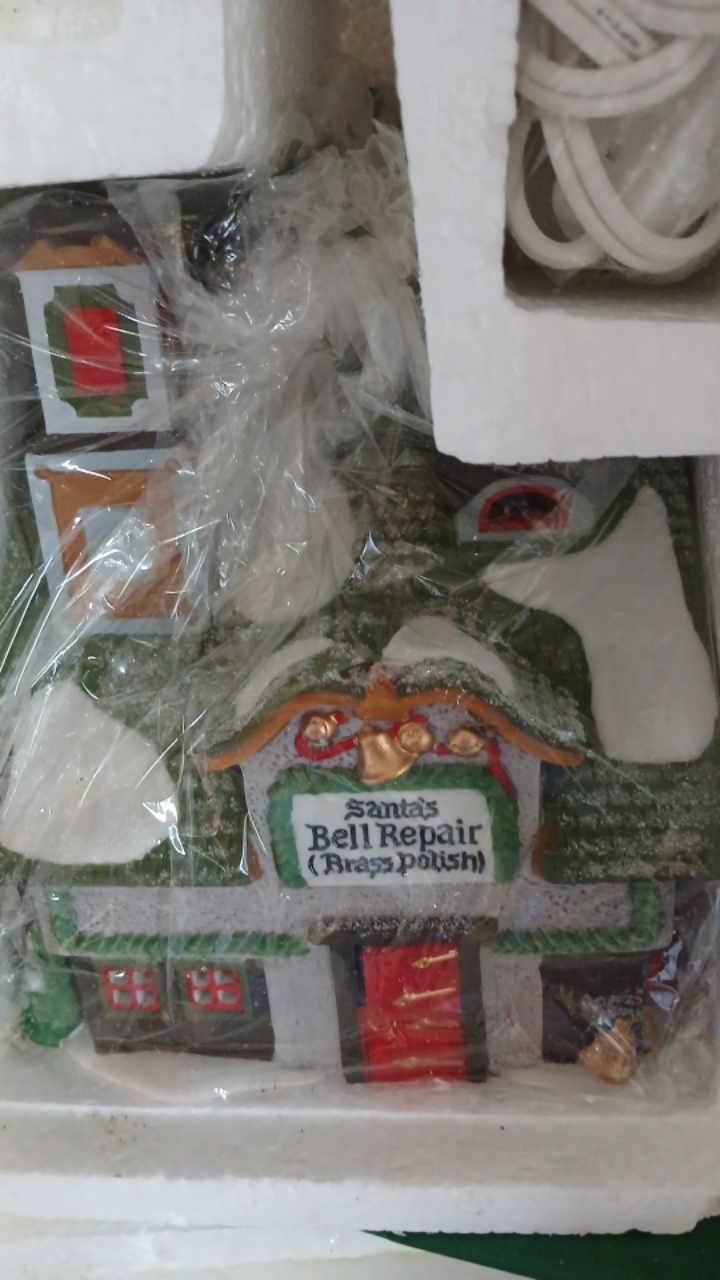 Santa's
Bell Repair
(Brass Polish)